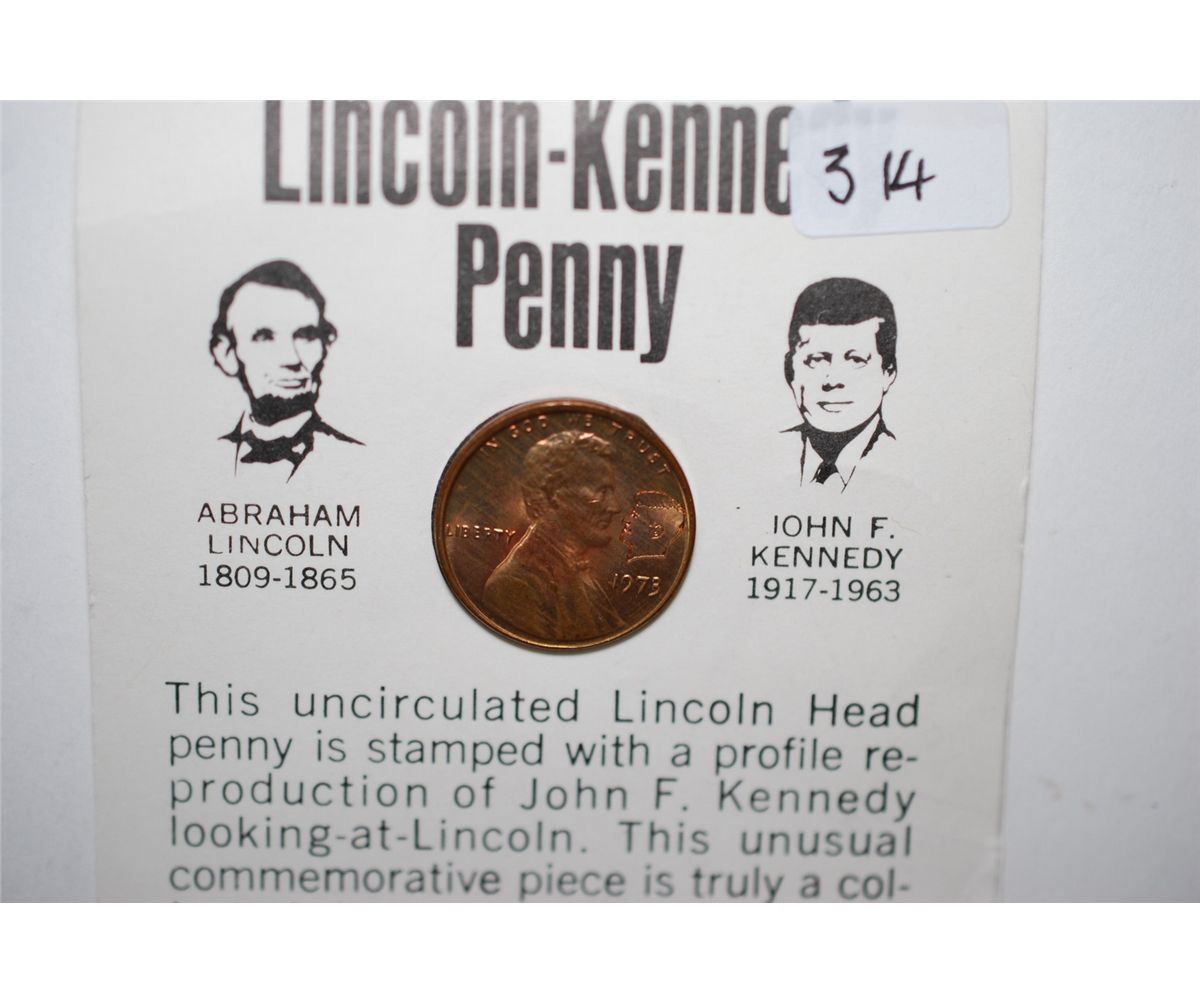 Lincoln-Kenne
3 14
Penny
IN GOD WE TRUST
LIBERTY
1973
ABRAHAM
LINCOLN
1809-1865
JOHN F.
KENNEDY
1917-1963
This uncirculated Lincoln Head
penny is stamped with a profile re-
production of John F. Kennedy
looking-at-Lincoln. This unusual
commemorative piece is truly a col-